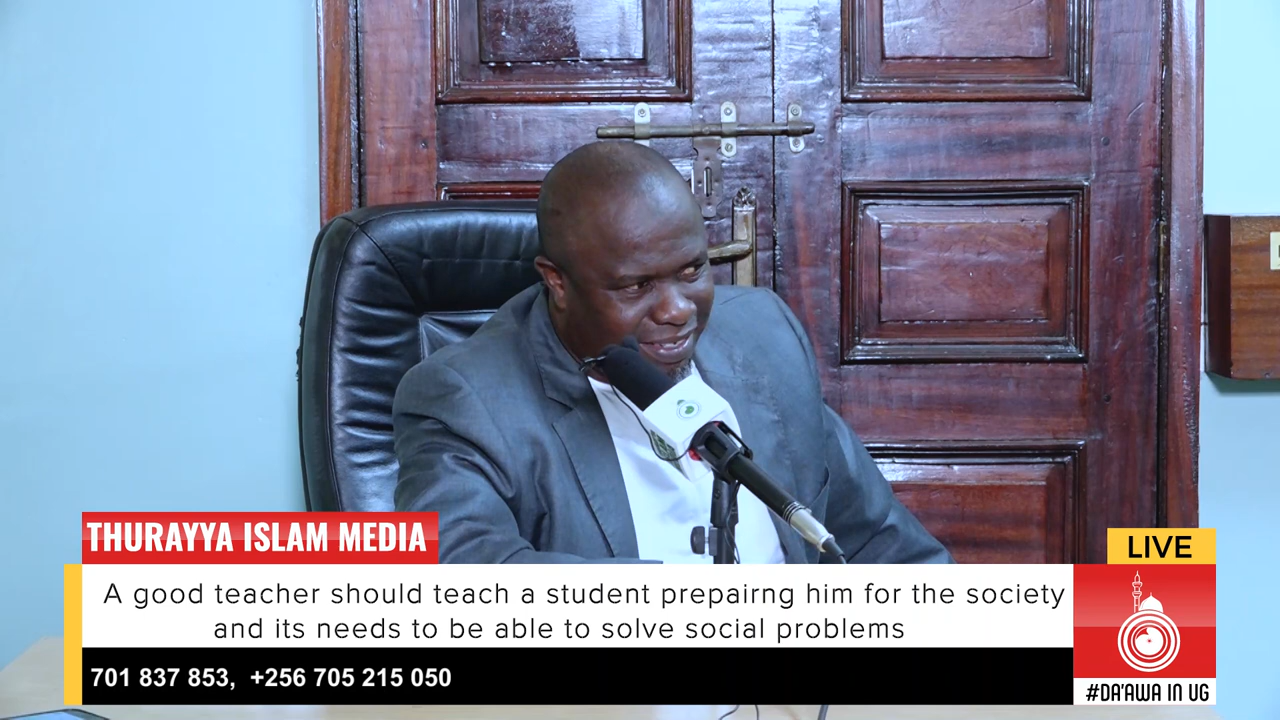 THURAYYA ISLAM MEDIA
LIVE
A good teacher should teach a student prepairng him for the society
and its needs to be able to solve social problems
701 837 853, +256 705 215 050
#DA'AWA IN UG